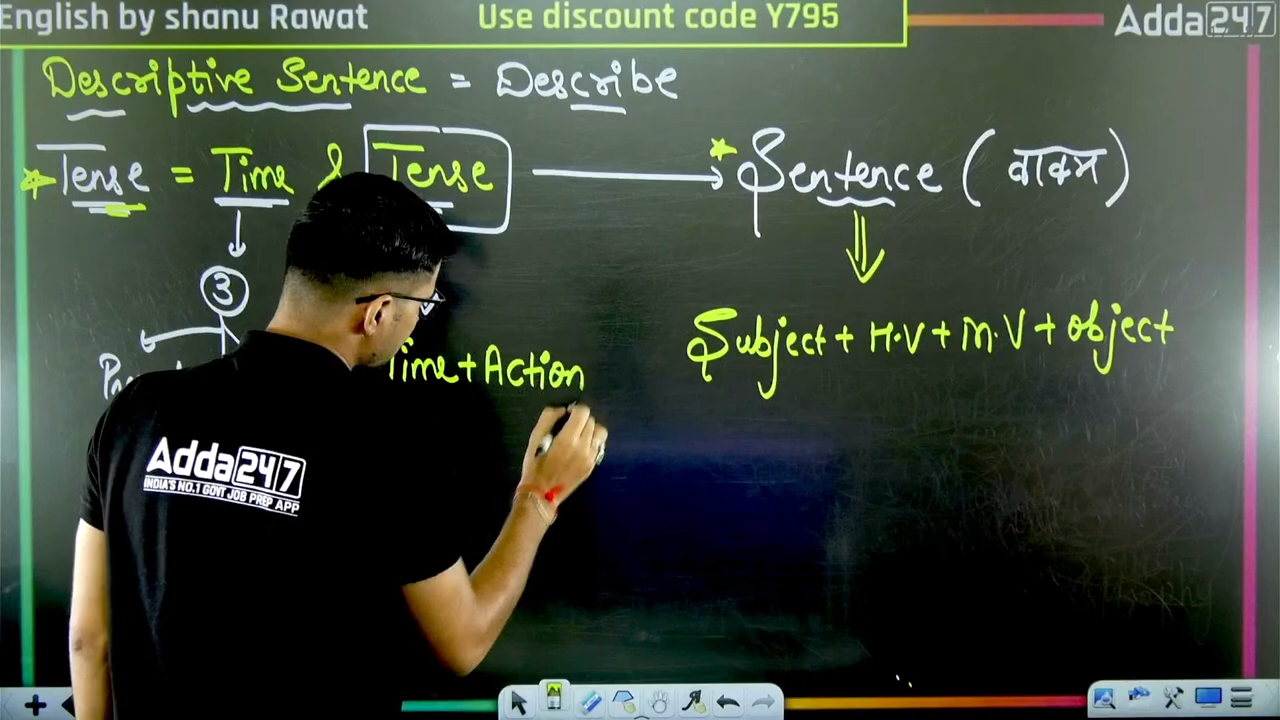 English by shanu Rawat
Use discount code Y795
Adda247
Descriptive Sentence = Describe
Tense = Time & Tense → Sentence (वाक्य)
3
Time + Action
Subject + H.V + M.V + Object
Adda247
INDIA'S NO.1 GOVT JOB PREP APP